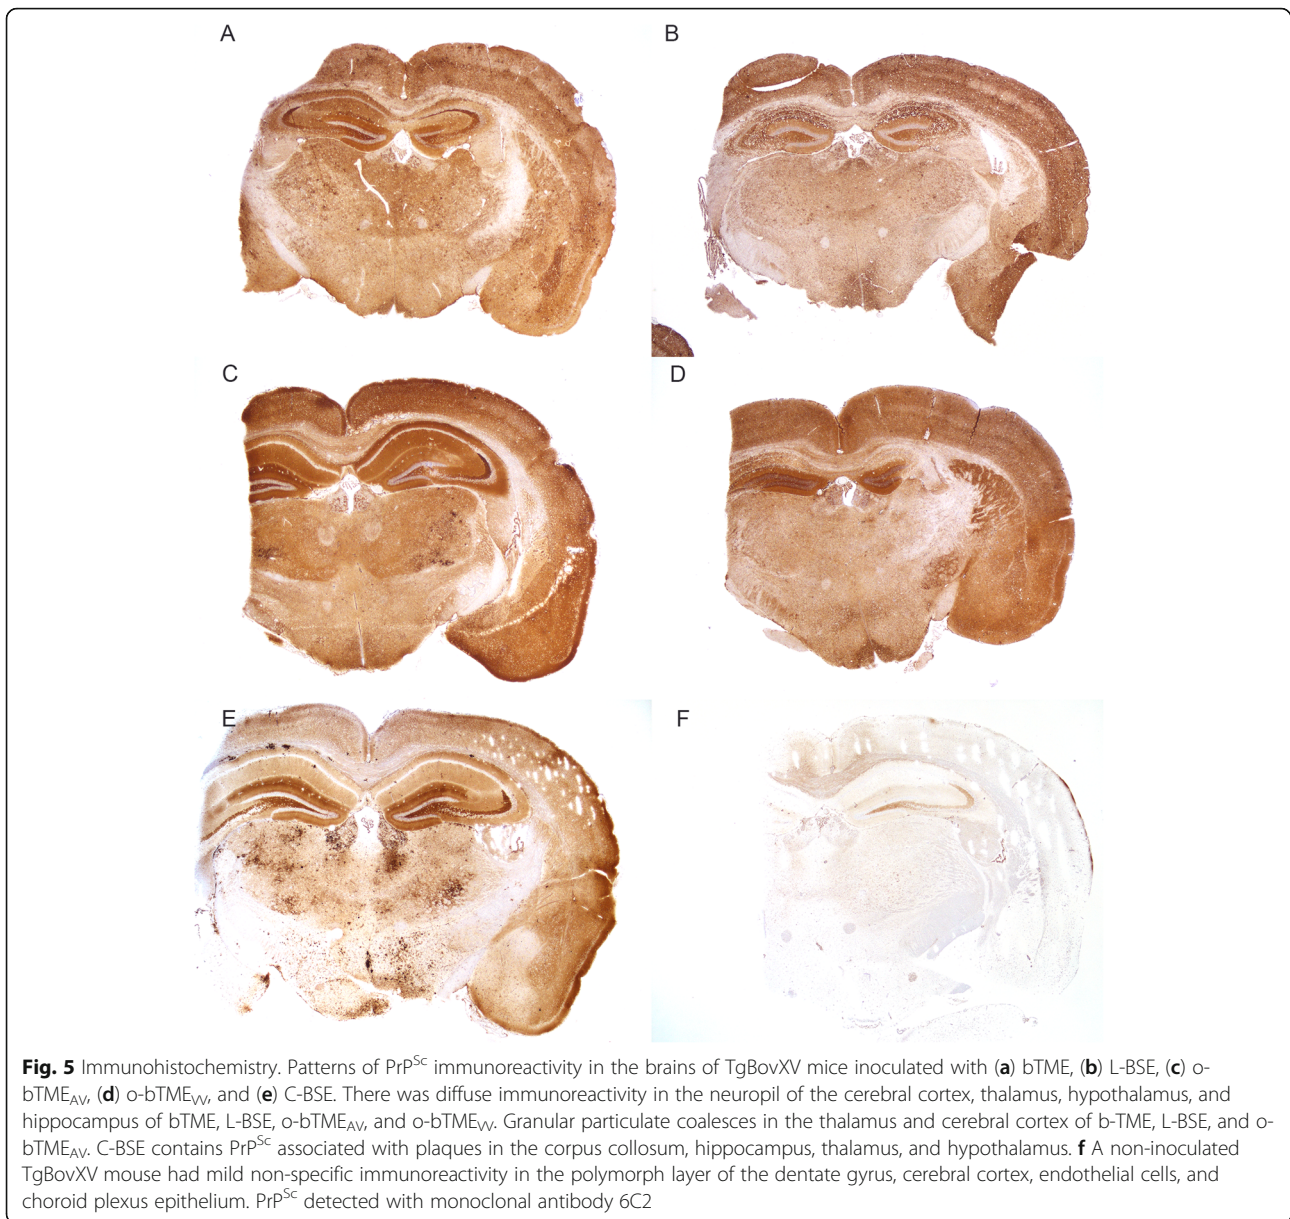 A
B
C
D
E
F
Fig. 5 Immunohistochemistry. Patterns of PrPSc immunoreactivity in the brains of TgBovXV mice inoculated with (a) bTME, (b) L-BSE, (c) o-
bTMEAV, (d) o-bTMEVV, and (e) C-BSE. There was diffuse immunoreactivity in the neuropil of the cerebral cortex, thalamus, hypothalamus, and
hippocampus of bTME, L-BSE, o-bTMEAV, and o-bTMEVV. Granular particulate coalesces in the thalamus and cerebral cortex of b-TME, L-BSE, and o-
bTMEAV. C-BSE contains PrPSc associated with plaques in the corpus collosum, hippocampus, thalamus, and hypothalamus. f A non-inoculated
TgBovXV mouse had mild non-specific immunoreactivity in the polymorph layer of the dentate gyrus, cerebral cortex, endothelial cells, and
choroid plexus epithelium. PrPSc detected with monoclonal antibody 6C2